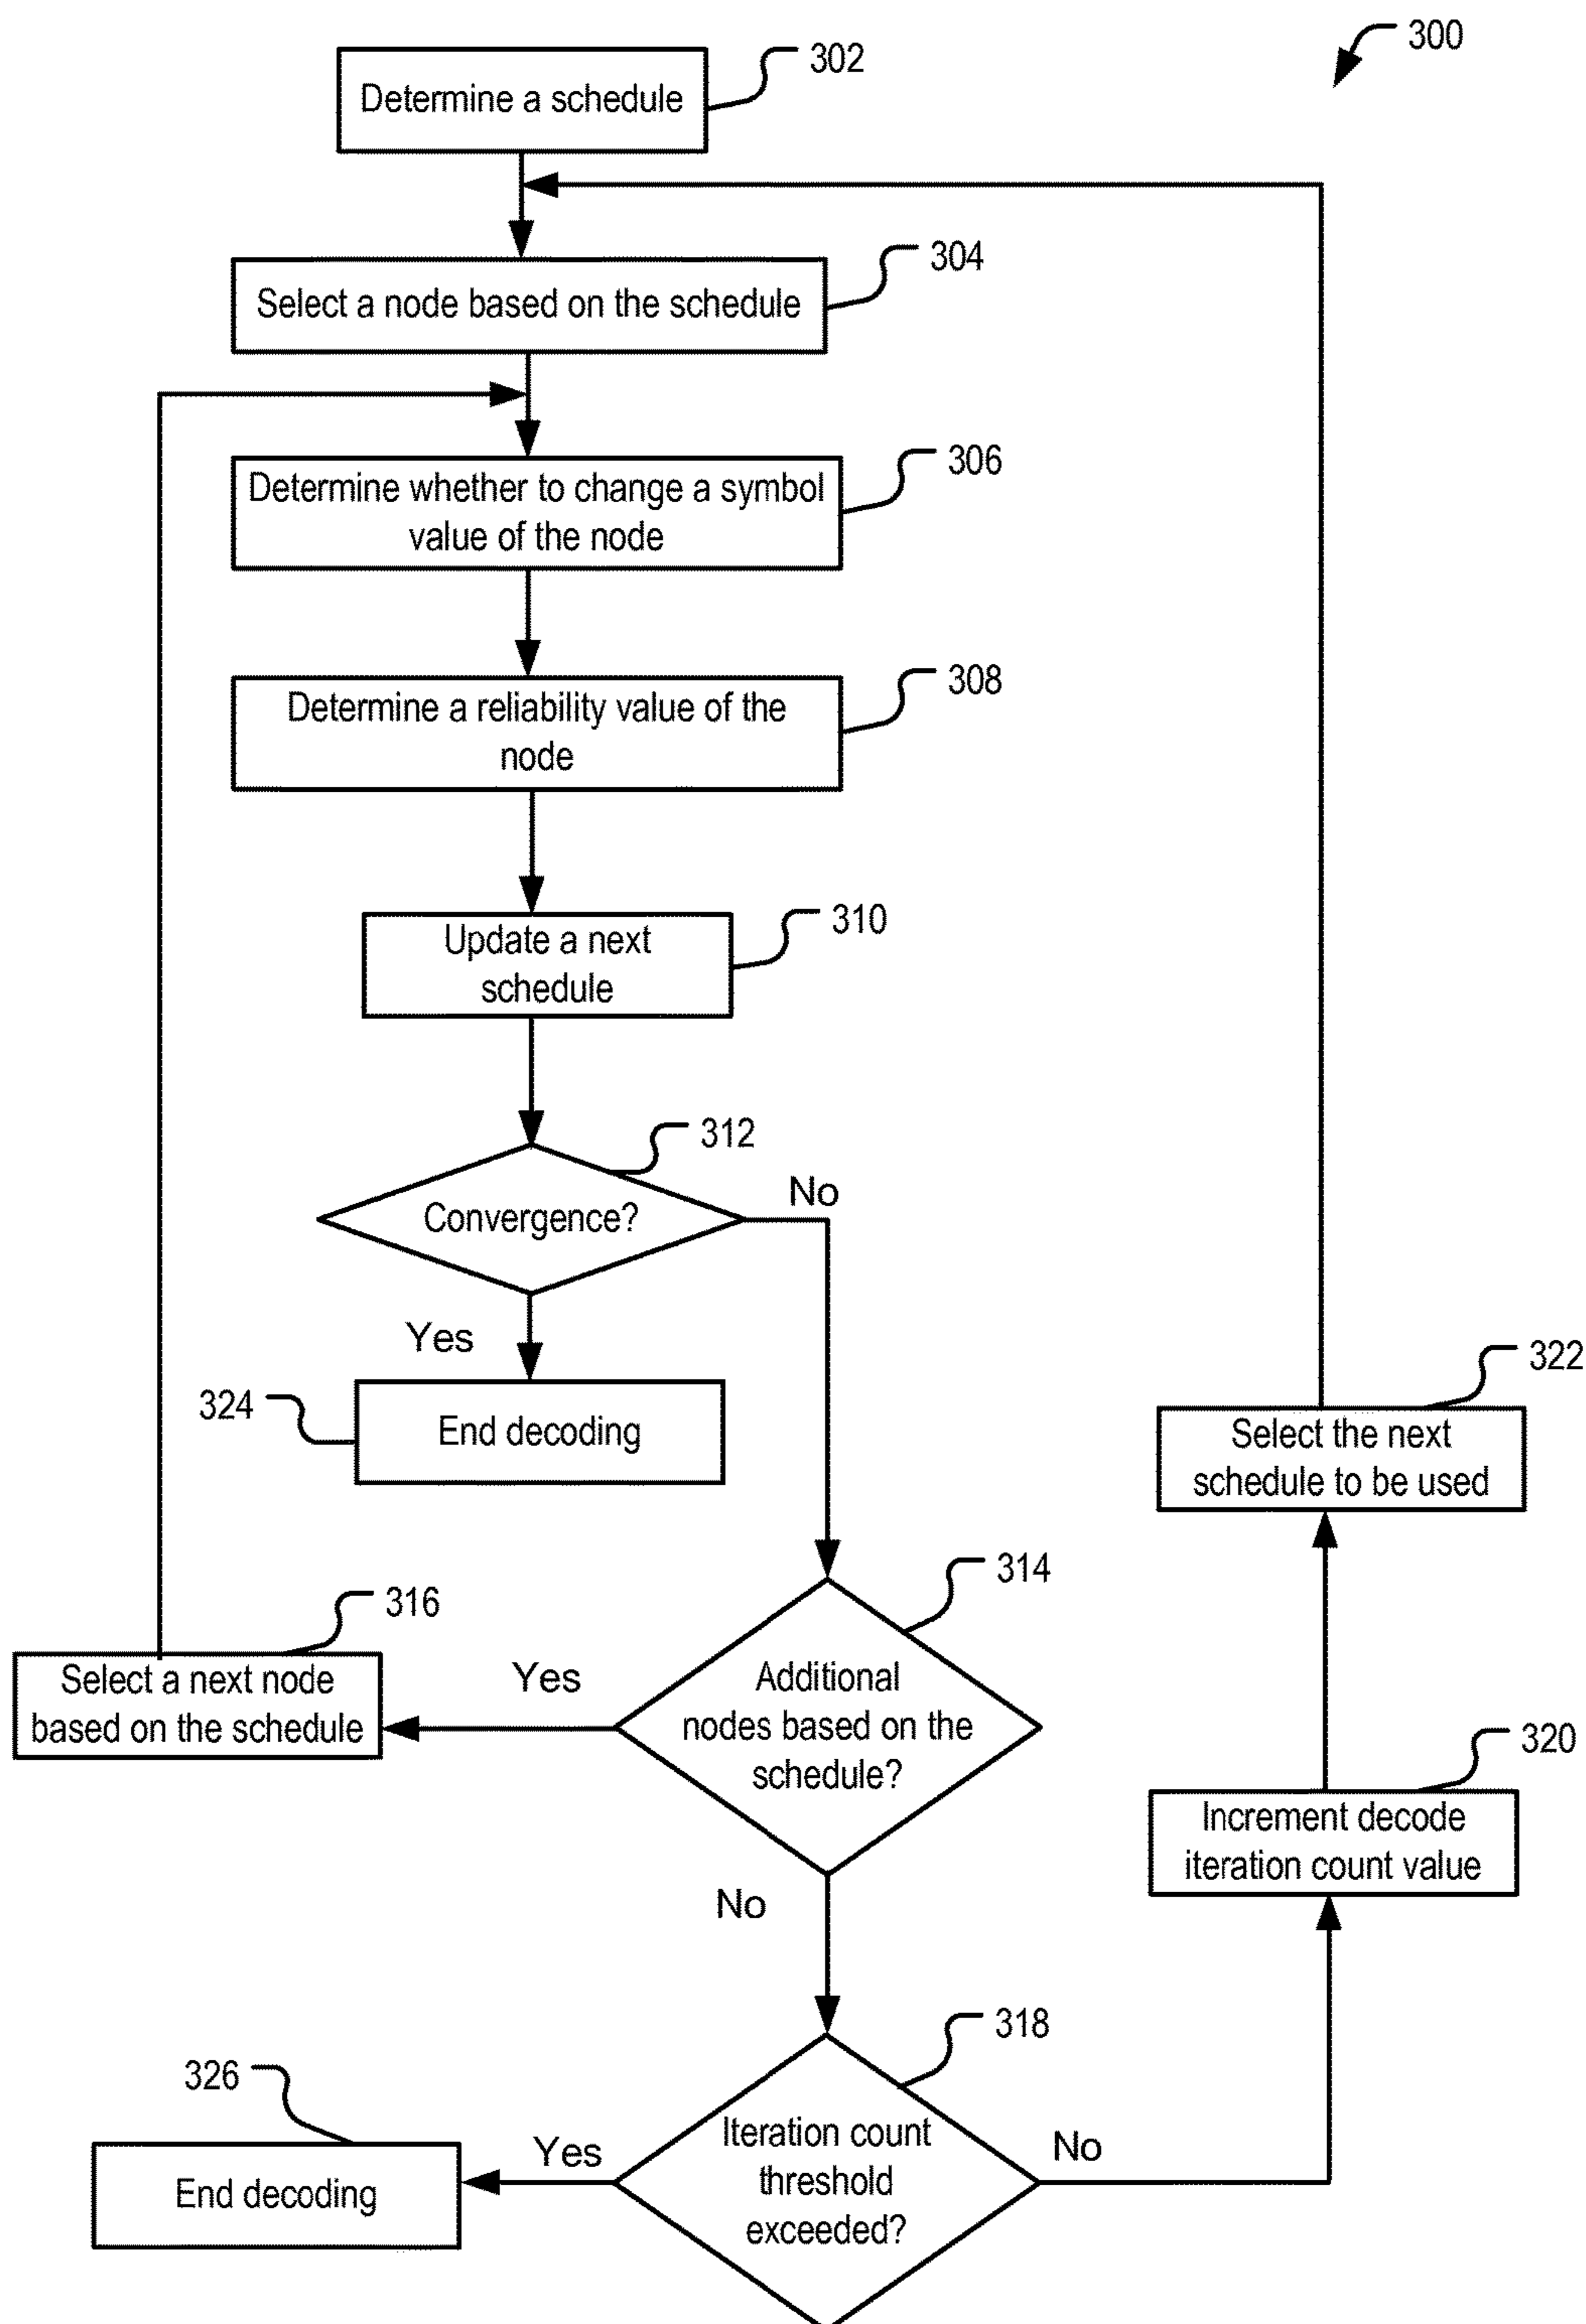 300
302
Determine a schedule
304
Select a node based on the schedule
306
Determine whether to change a symbol
value of the node
308
Determine a reliability value of the
node
310
Update a next
schedule
312
Convergence?
No
Yes
324
End decoding
322
Select the next
schedule to be used
314
Additional
nodes based on the
schedule?
Yes
316
Select a next node
based on the schedule
320
Increment decode
iteration count value
No
318
Iteration count
threshold
exceeded?
No
Yes
326
End decoding